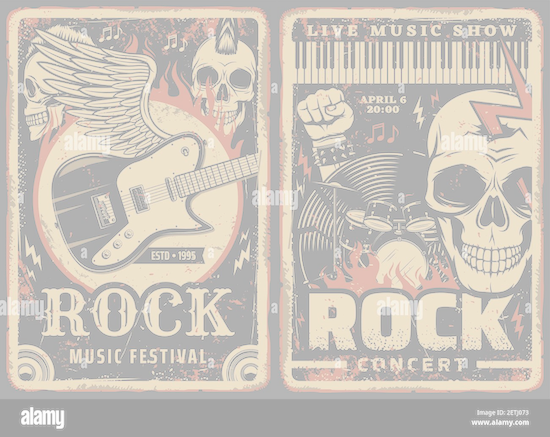 ESTD • 1995
ROCK
MUSIC FESTIVAL
LIVE MUSIC SHOW
APRIL 6
20:00
ROCK
CONCERT
alamy
Image ID: 2ETJ073
www.alamy.com